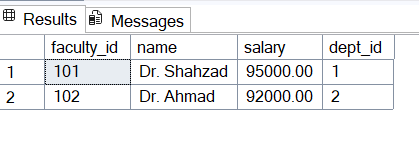 Results Messages
faculty_id name salary dept_id
1 101 Dr. Shahzad 95000.00 1
2 102 Dr. Ahmad 92000.00 2